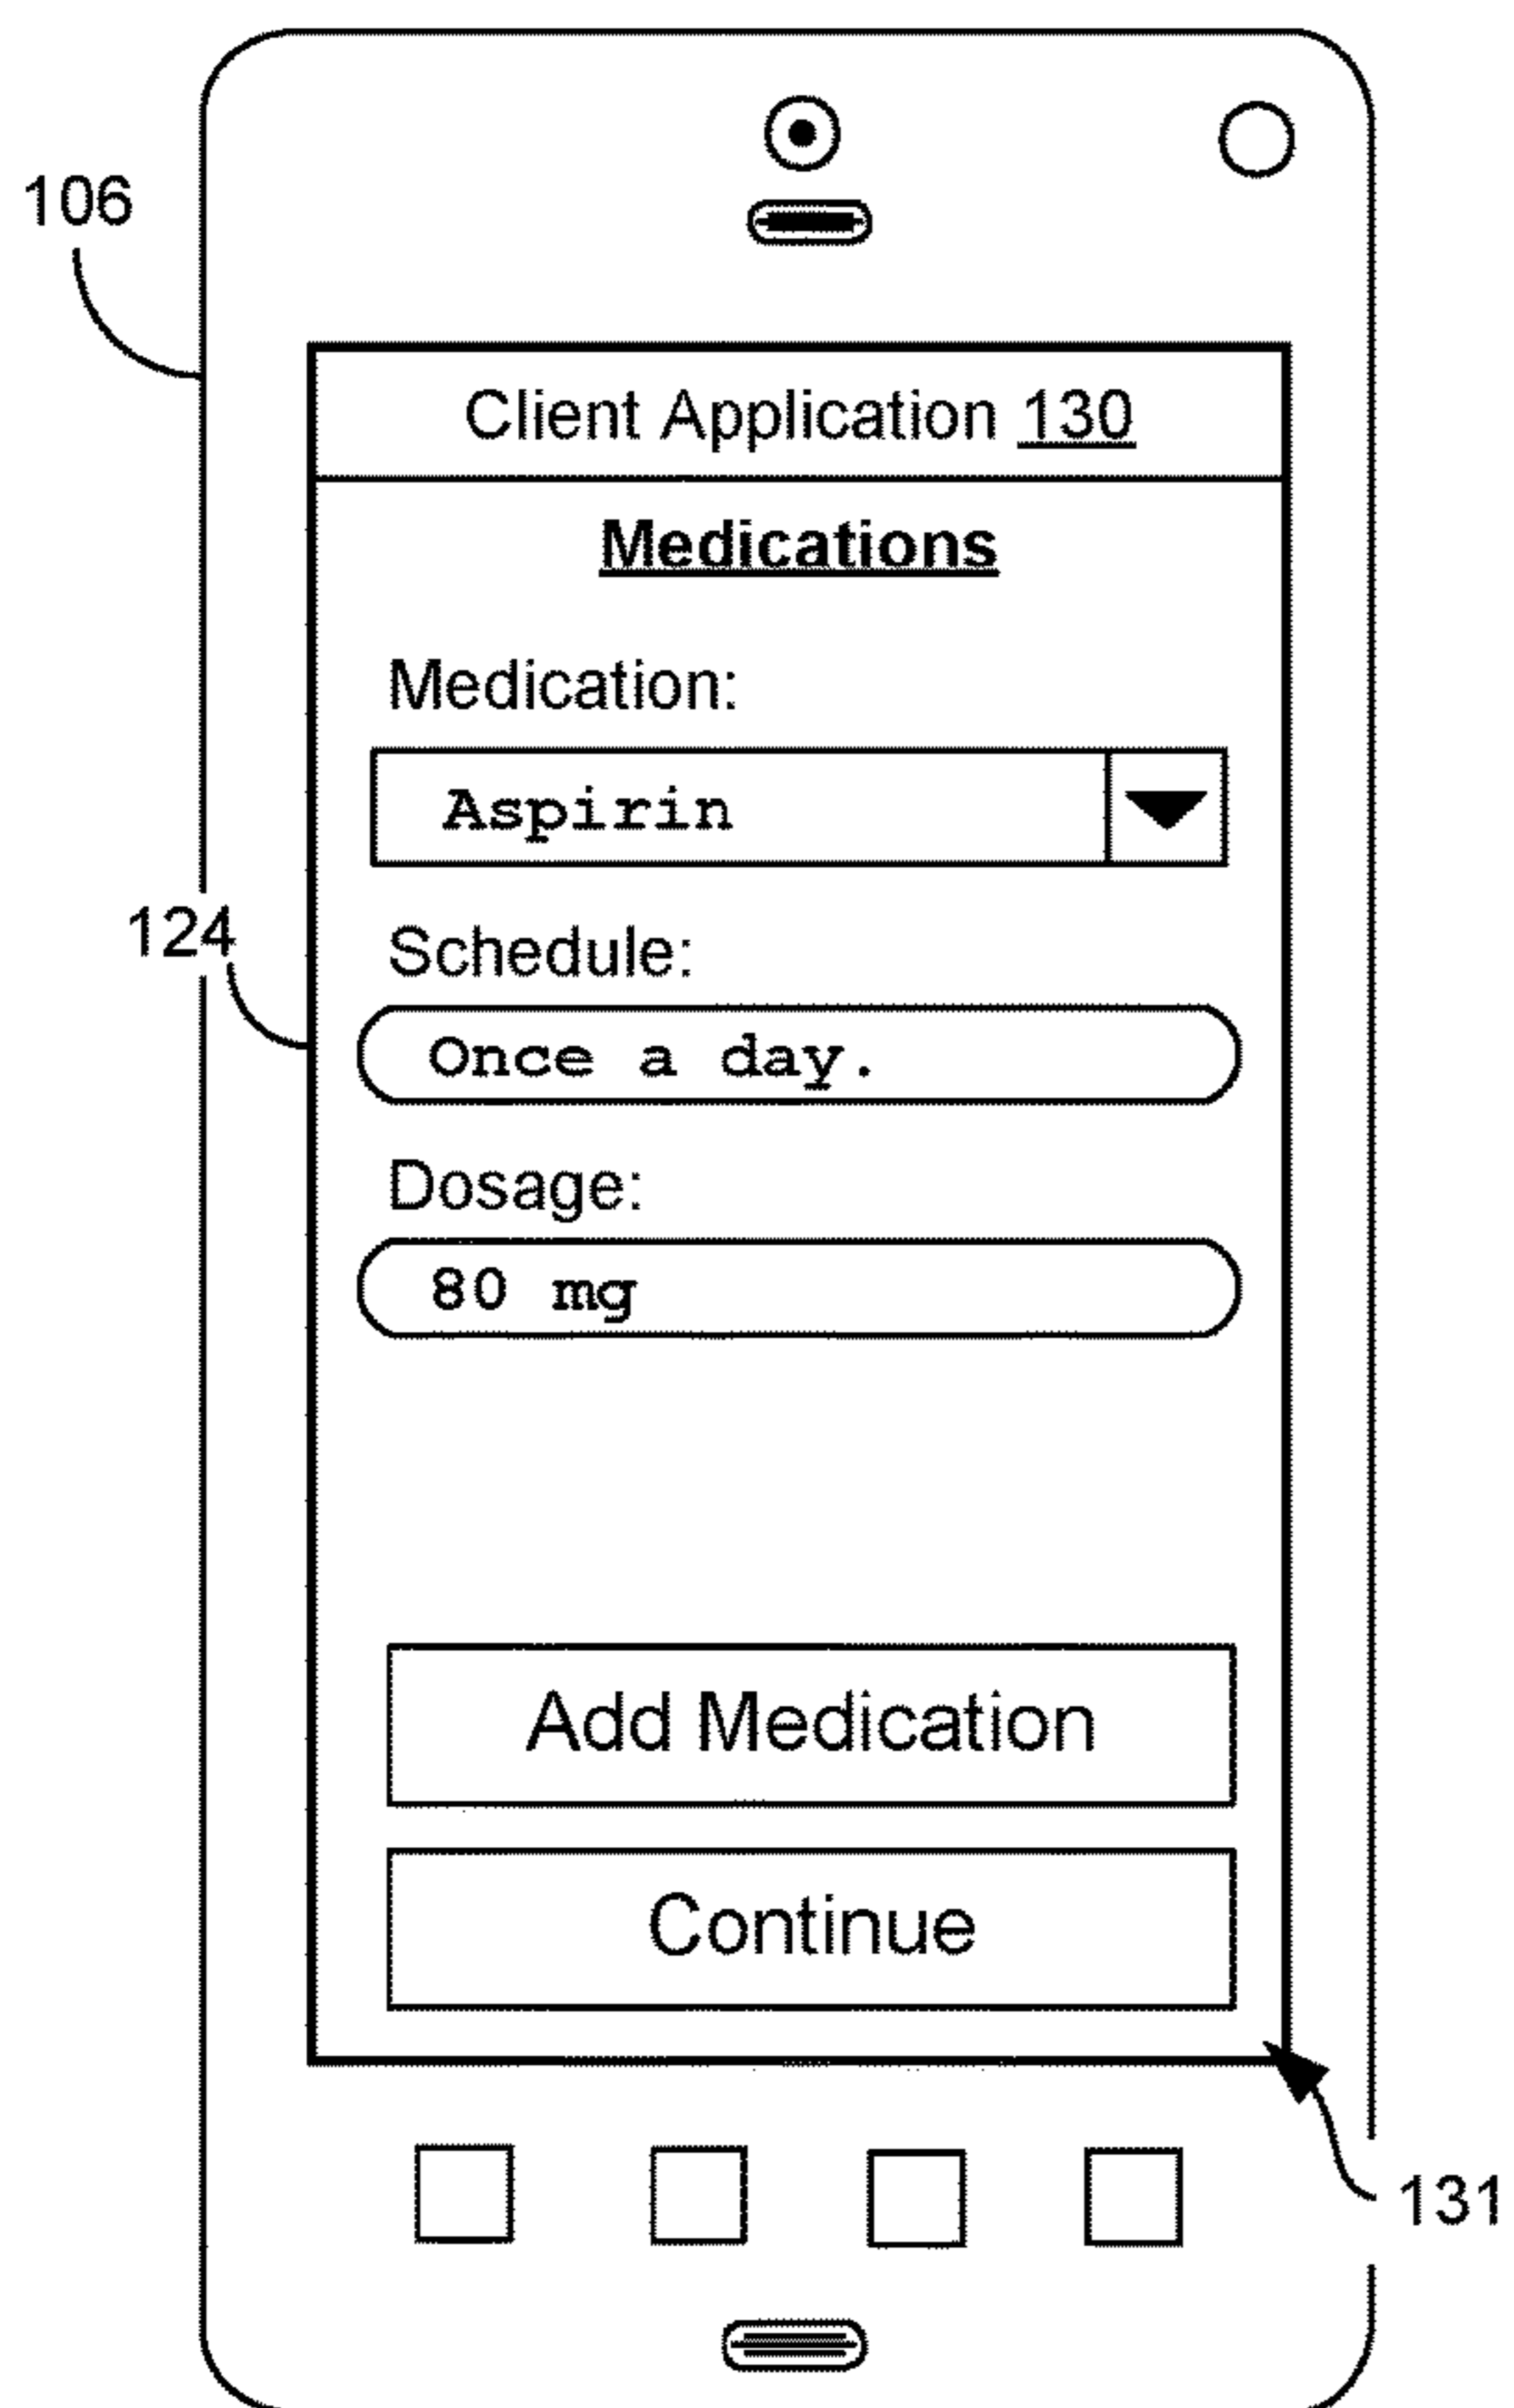 106
Client Application 130
Medications
Medication:
Aspirin
124
Schedule:
Once a day.
Dosage:
80 mg
Add Medication
Continue
131